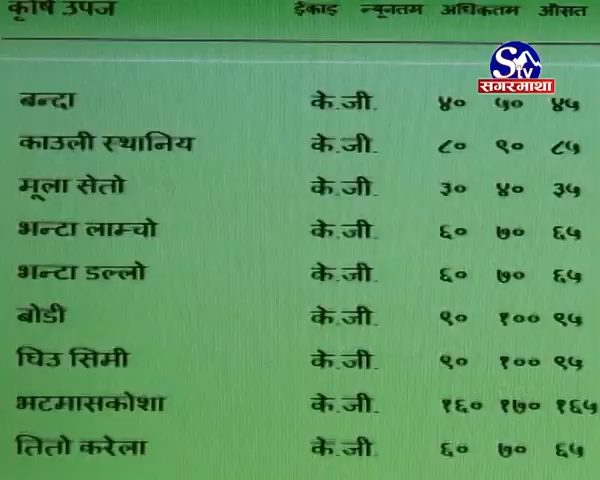 कृषि उपज ईकाइ न्यूनतम अधिकतम औसत
STV
सगरमाथा
बन्दा के.जी. ४० ५० ४५
काउली स्थानिय के.जी. ८० ९० ८५
मूला सेतो के.जी. ३० ४० ३५
भन्टा लाम्चो के.जी. ६० ७० ६५
भन्टा डल्लो के.जी. ६० ७० ६५
बोडी के.जी. ९० १०० ९५
घिउ सिमी के.जी. ९० १०० ९५
भटमासकोशा के.जी. १६० १७० १६५
तितो करेला के.जी. ६० ७० ६५